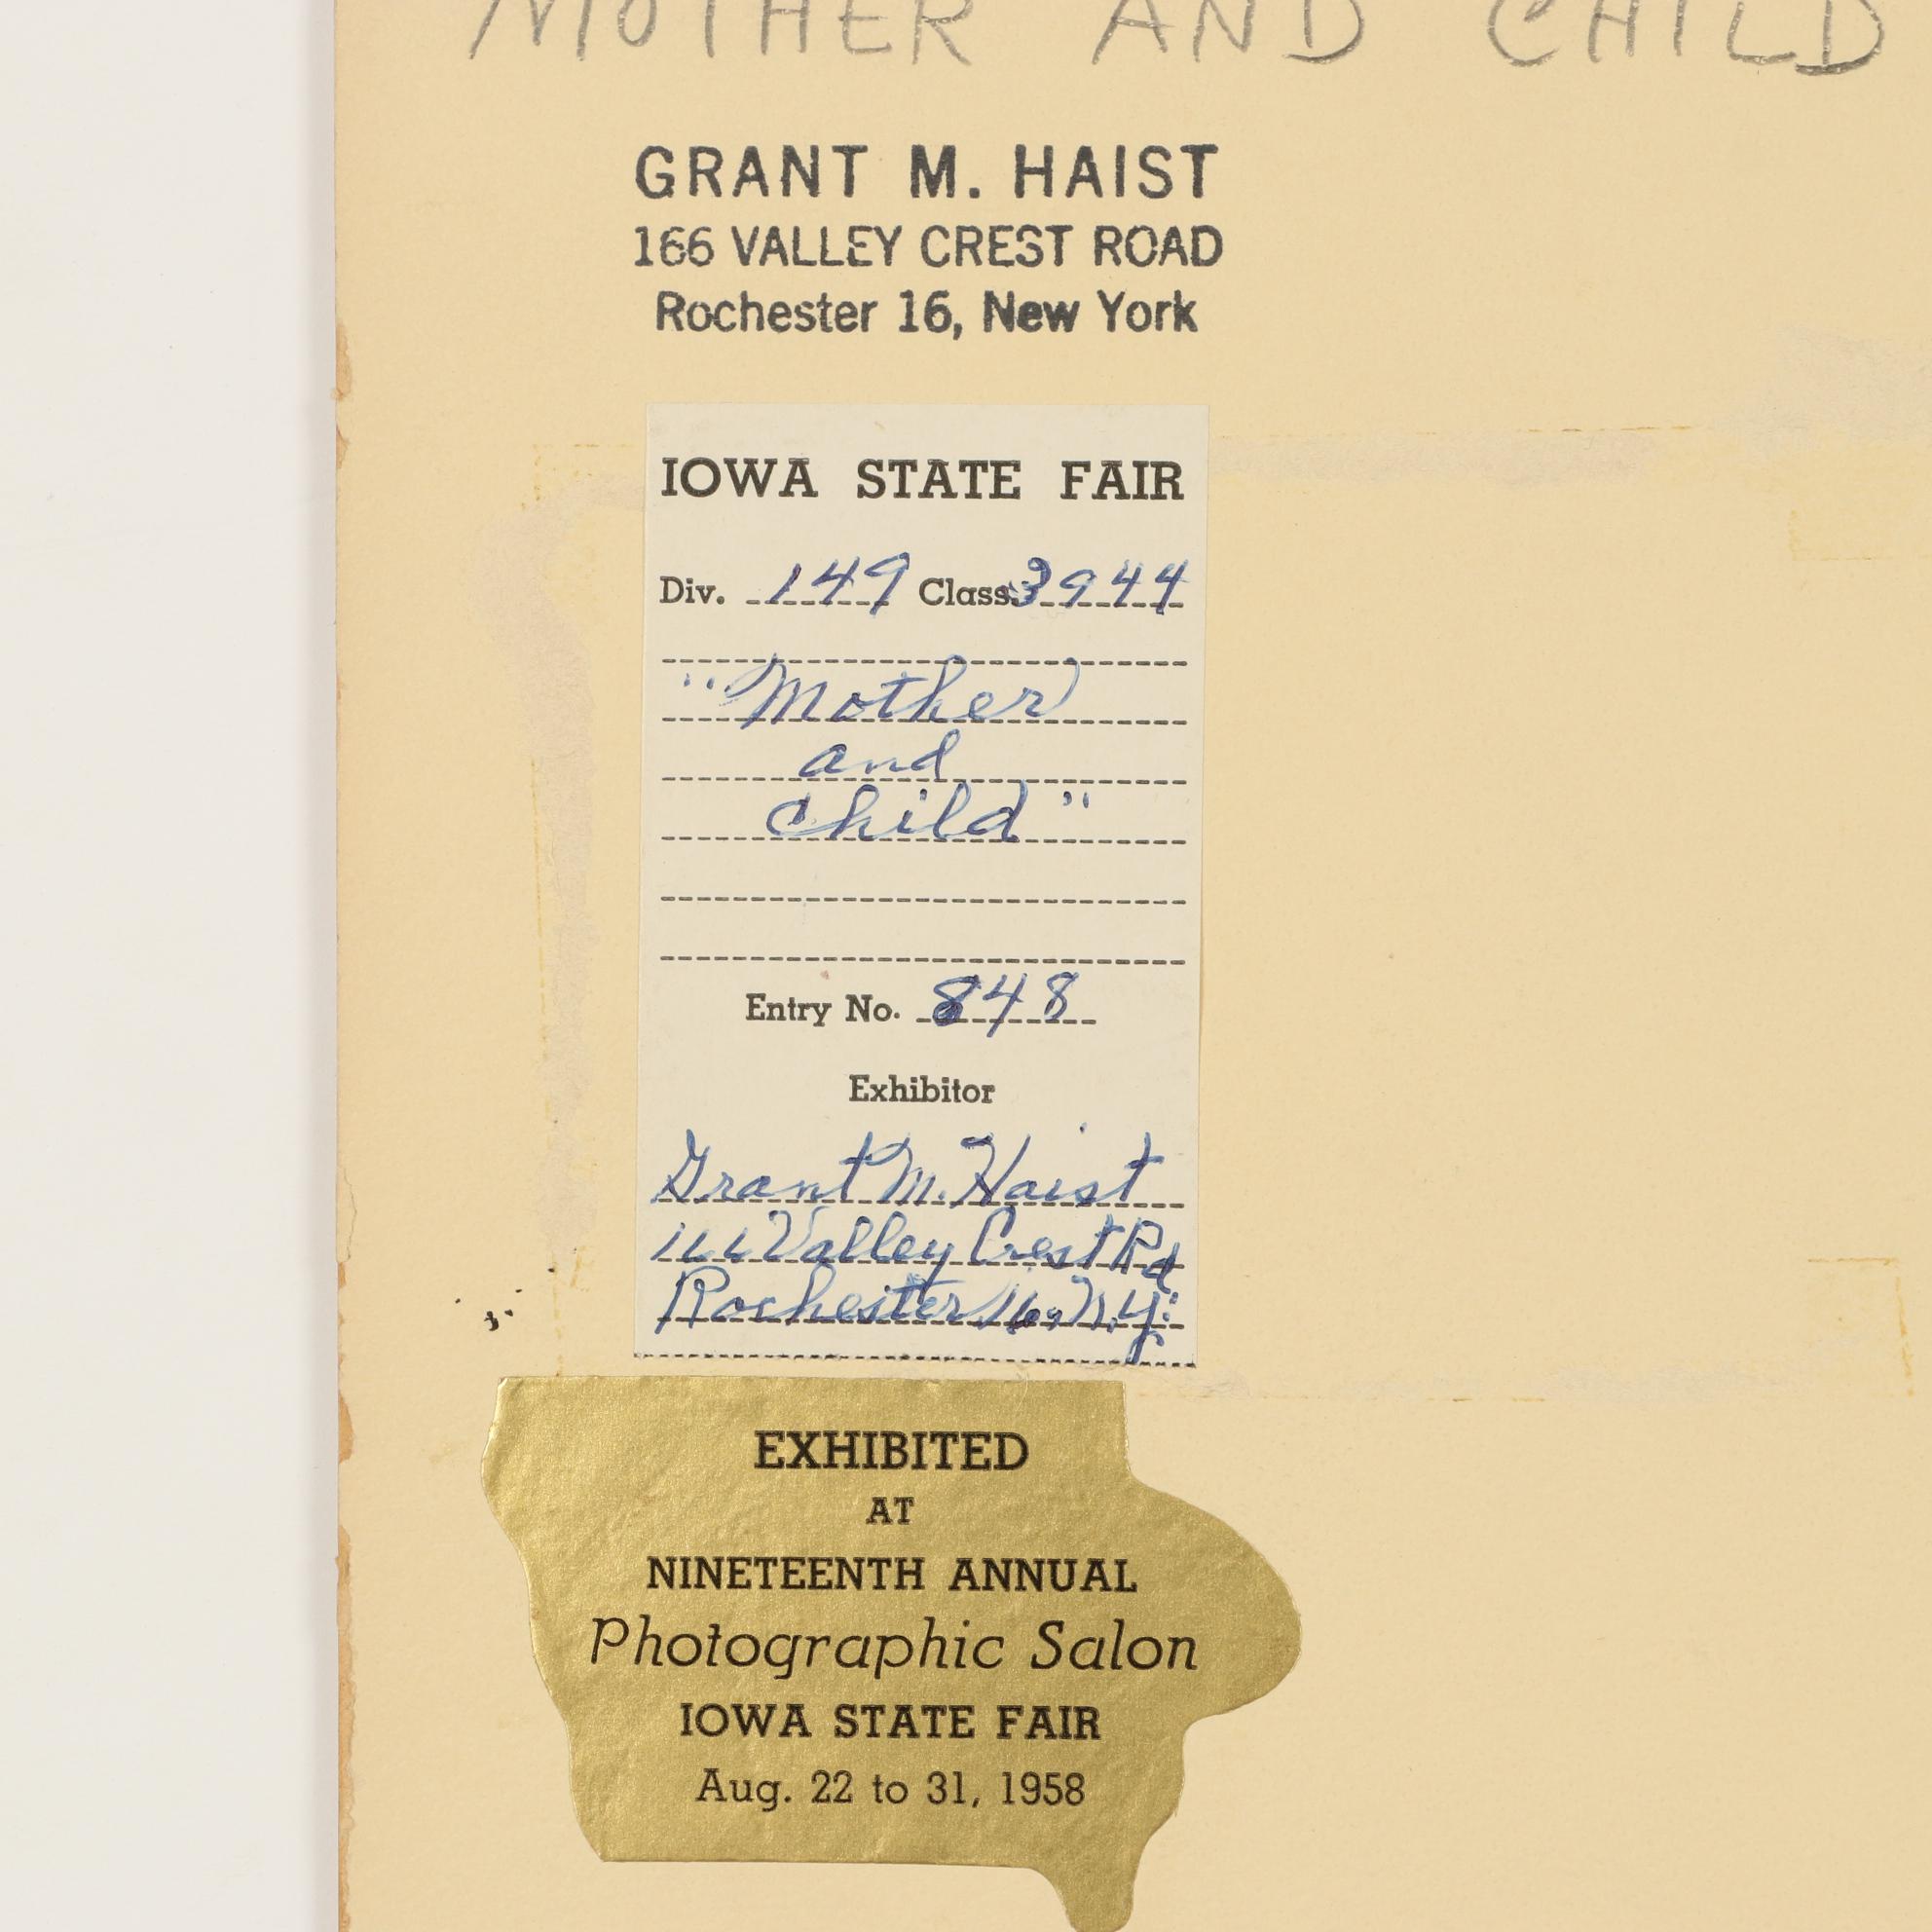 MOTHER AND CHILD
GRANT M. HAIST
166 VALLEY CREST ROAD
Rochester 16, New York
IOWA STATE FAIR
Div. 149 Class 3944
"Mother
and
Child"
Entry No. 848
Exhibitor
Grant M. Haist
166 Valley Crest Rd
Rochester 16, N.Y.
EXHIBITED
AT
NINETEENTH ANNUAL
Photographic Salon
IOWA STATE FAIR
Aug. 22 to 31, 1958